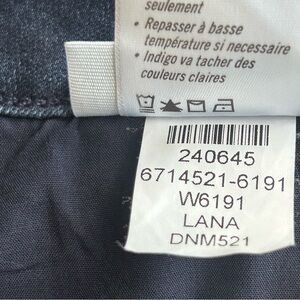 seulement
• Repasser à basse
température si necessaire
• Indigo va tacher des
couleurs claires
240645
6714521-6191
W6191
LANA
DNM521